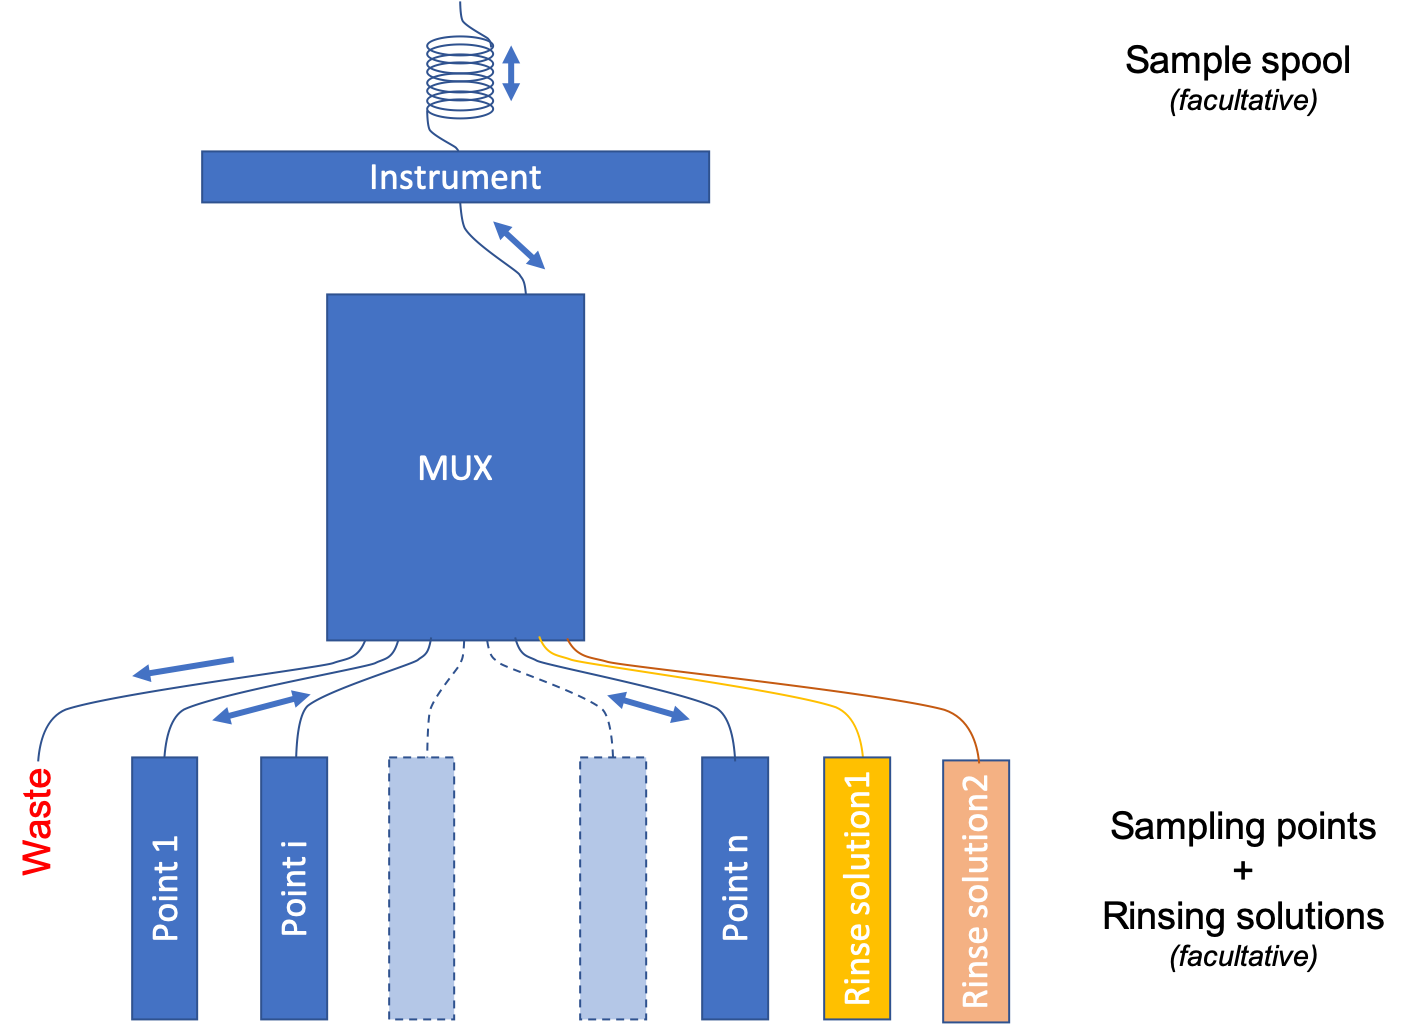 Sample spool
(facultative)
Instrument
MUX
Waste
Point 1
Point i
Point n
Rinse solution1
Rinse solution2
Sampling points
+
Rinsing solutions
(facultative)